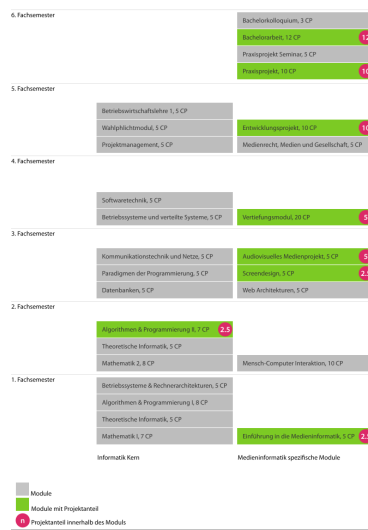 6. Fachsemester
Bachelorkolloquium, 3 CP
Bachelorarbeit, 12 CP 12
Praxisprojekt Seminar, 5 CP
Praxisprojekt, 10 CP 10
5. Fachsemester
Betriebswirtschaftslehre 1, 5 CP
Wahlpflichtmodul, 5 CP
Entwicklungsprojekt, 10 CP 10
Projektmanagement, 5 CP
Medienrecht, Medien und Gesellschaft, 5 CP
4. Fachsemester
Softwaretechnik, 5 CP
Betriebssysteme und verteilte Systeme, 5 CP
Vertiefungsmodul, 20 CP 5
3. Fachsemester
Kommunikationstechnik und Netze, 5 CP
Audiovisuelles Medienprojekt, 5 CP 5
Paradigmen der Programmierung, 5 CP
Screendesign, 5 CP 2.5
Datenbanken, 5 CP
Web Architekturen, 5 CP
2. Fachsemester
Algorithmen & Programmierung II, 7 CP 2.5
Theoretische Informatik, 5 CP
Mathematik 2, 8 CP
Mensch-Computer Interaktion, 10 CP
1. Fachsemester
Betriebssysteme & Rechnerarchitekturen, 5 CP
Algorithmen & Programmierung I, 8 CP
Theoretische Informatik, 5 CP
Mathematik I, 7 CP
Einführung in die Medieninformatik, 5 CP 2.5
Informatik Kern
Medieninformatik spezifische Module
Module
Module mit Projektanteil
n Projektanteil innerhalb des Moduls